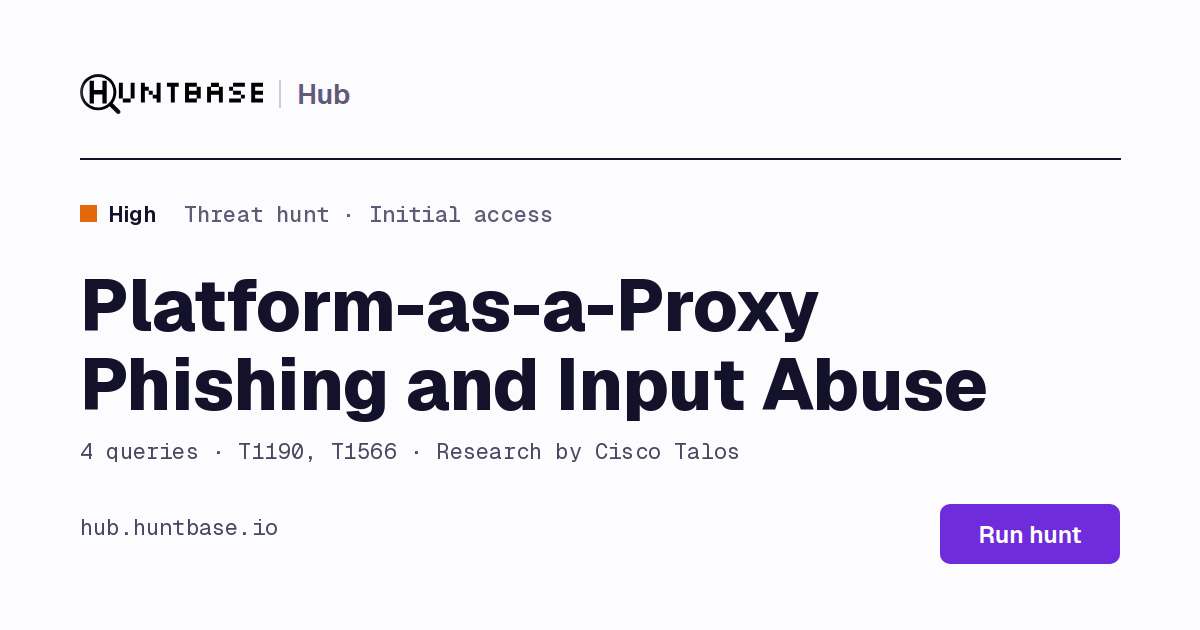 HUNTBASE Hub
High Threat hunt · Initial access
Platform-as-a-Proxy
Phishing and Input Abuse
4 queries · T1190, T1566 · Research by Cisco Talos
hub.huntbase.io
Run hunt